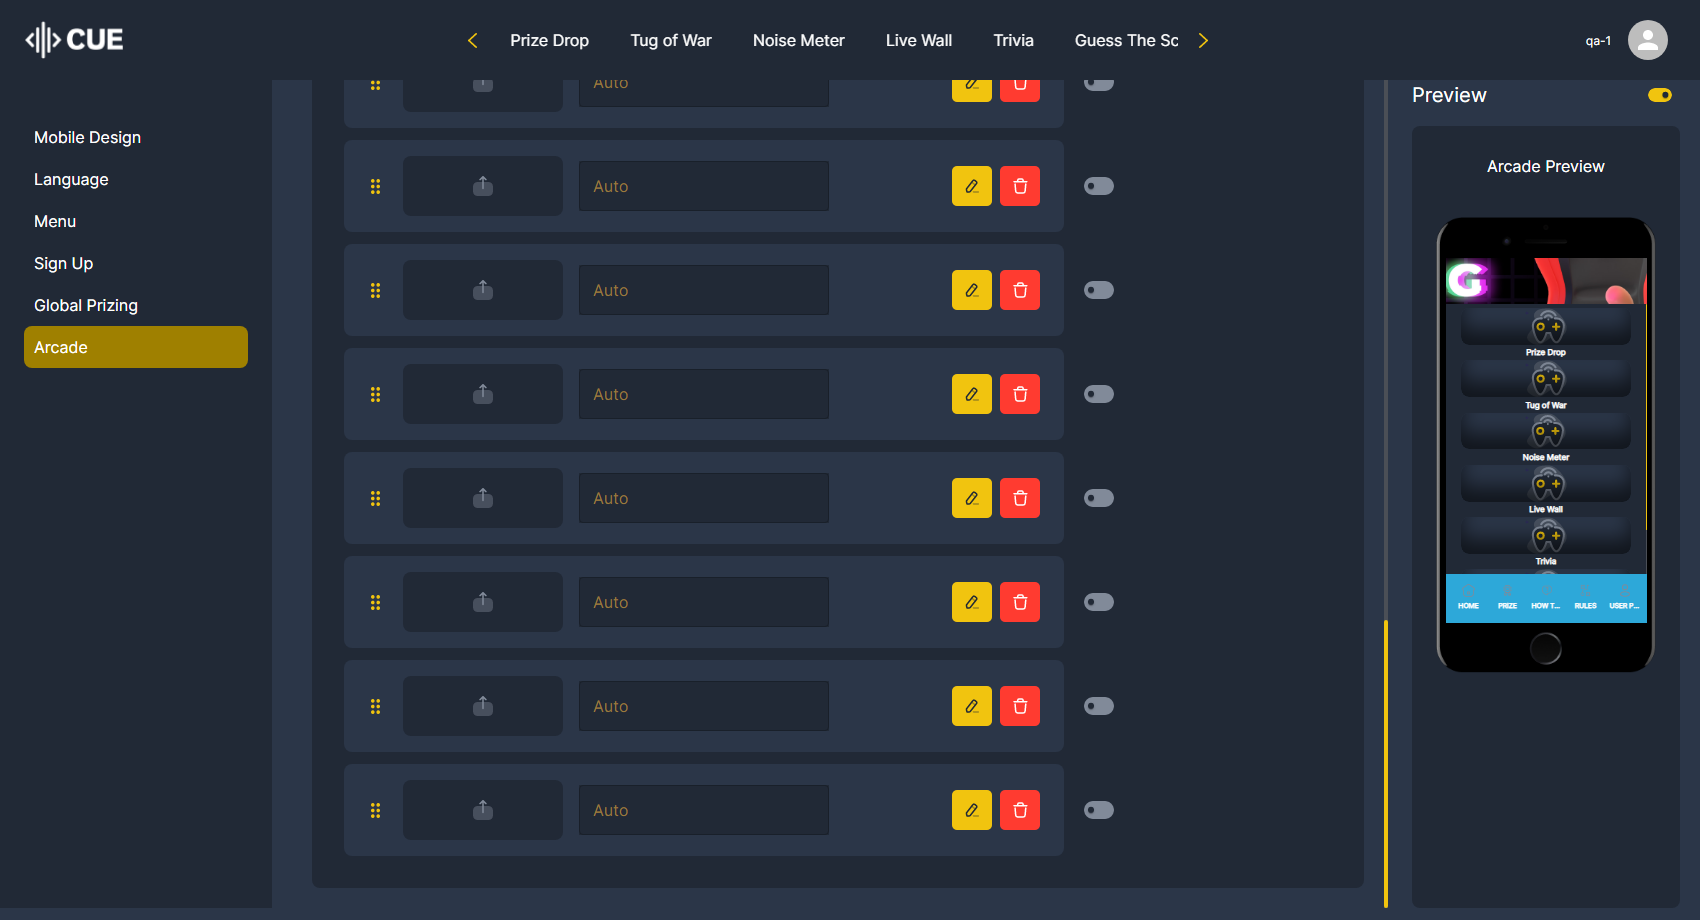 CUE
Prize Drop
Tug of War
Noise Meter
Live Wall
Trivia
Guess The Sc
qa-1
Mobile Design
Language
Menu
Sign Up
Global Prizing
Arcade
Auto
Auto
Auto
Auto
Auto
Auto
Auto
Auto
Preview
Arcade Preview
G
Prize Drop
Tug of War
Noise Meter
Live Wall
Trivia
HOME
PRIZE
HOW T...
RULES
USER P...